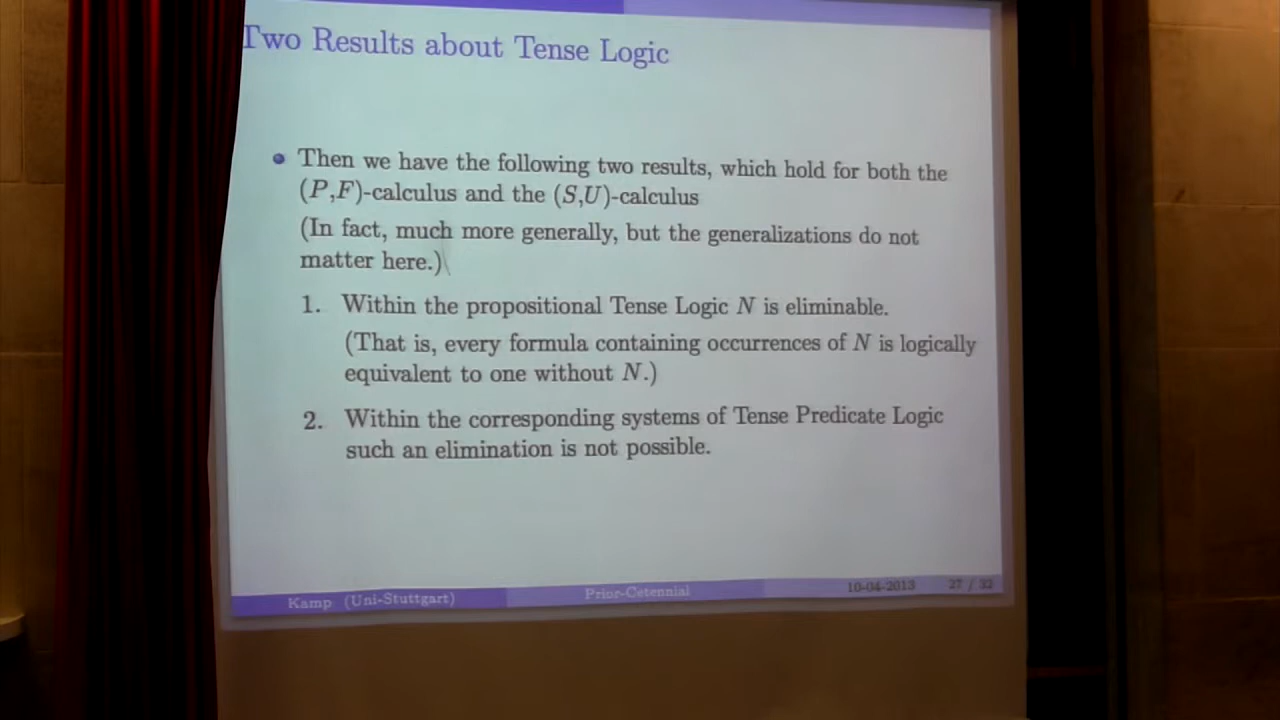 Two Results about Tense Logic
Then we have the following two results, which hold for both the
(P,F)-calculus and the (S,U)-calculus
(In fact, much more generally, but the generalizations do not
matter here.)
1. Within the propositional Tense Logic N is eliminable.
(That is, every formula containing occurrences of N is logically
equivalent to one without N.)
2. Within the corresponding systems of Tense Predicate Logic
such an elimination is not possible.
Kamp (Uni-Stuttgart) Prior-Cetennial 10-04-2013 27 / 33